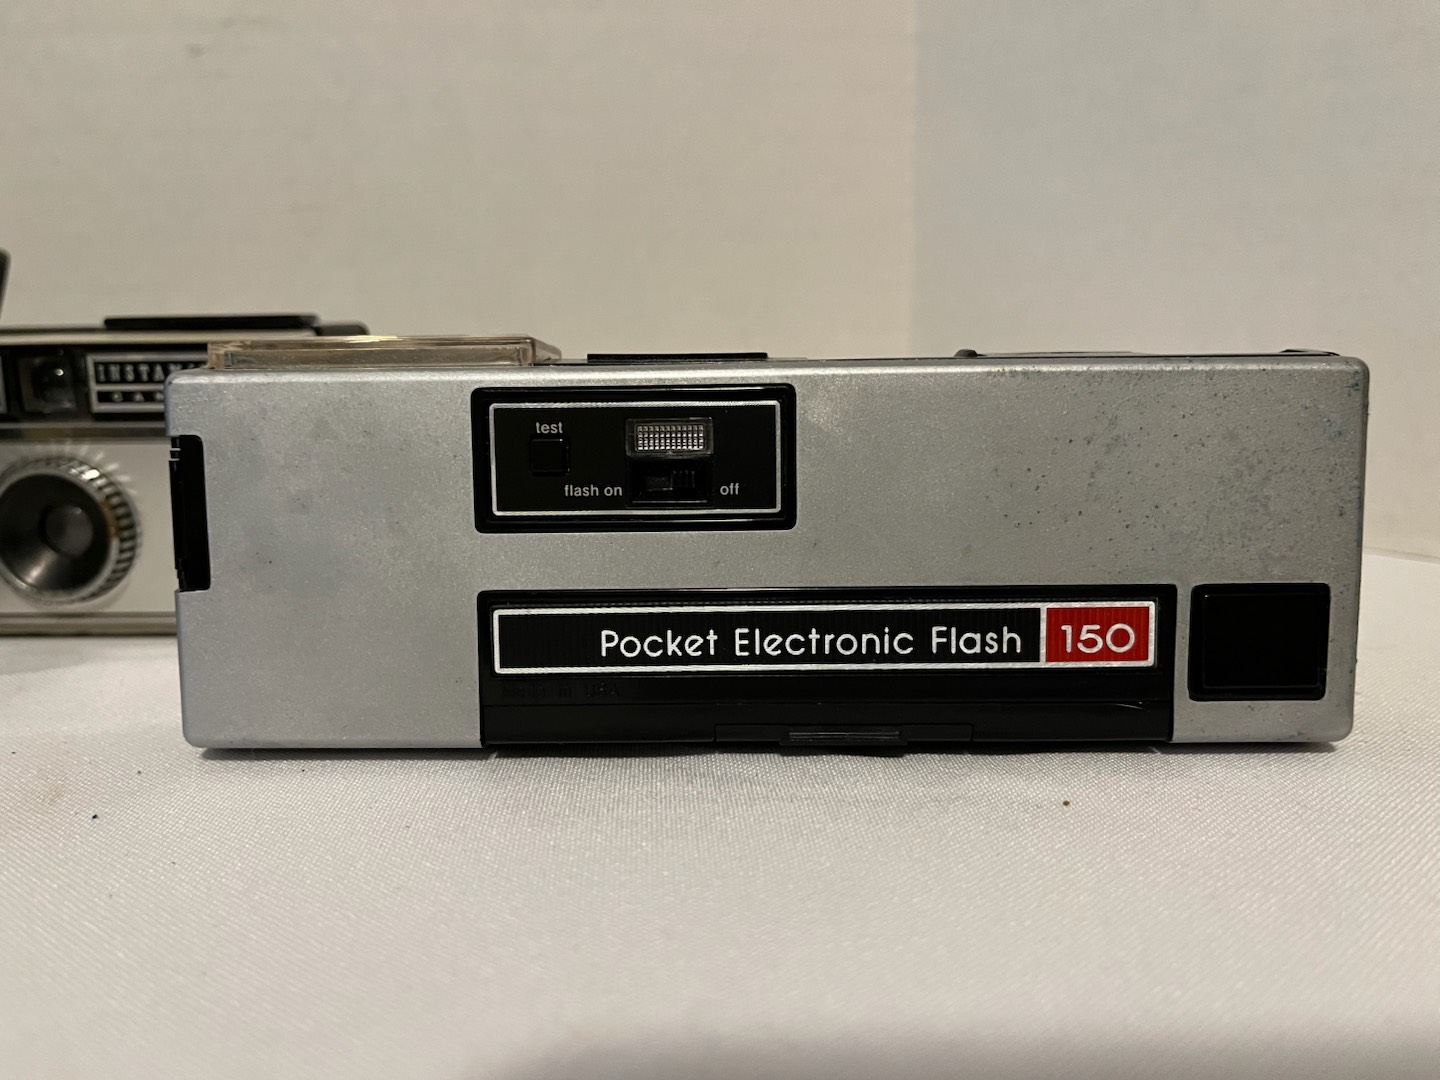 test
flash on
off
Pocket Electronic Flash 150